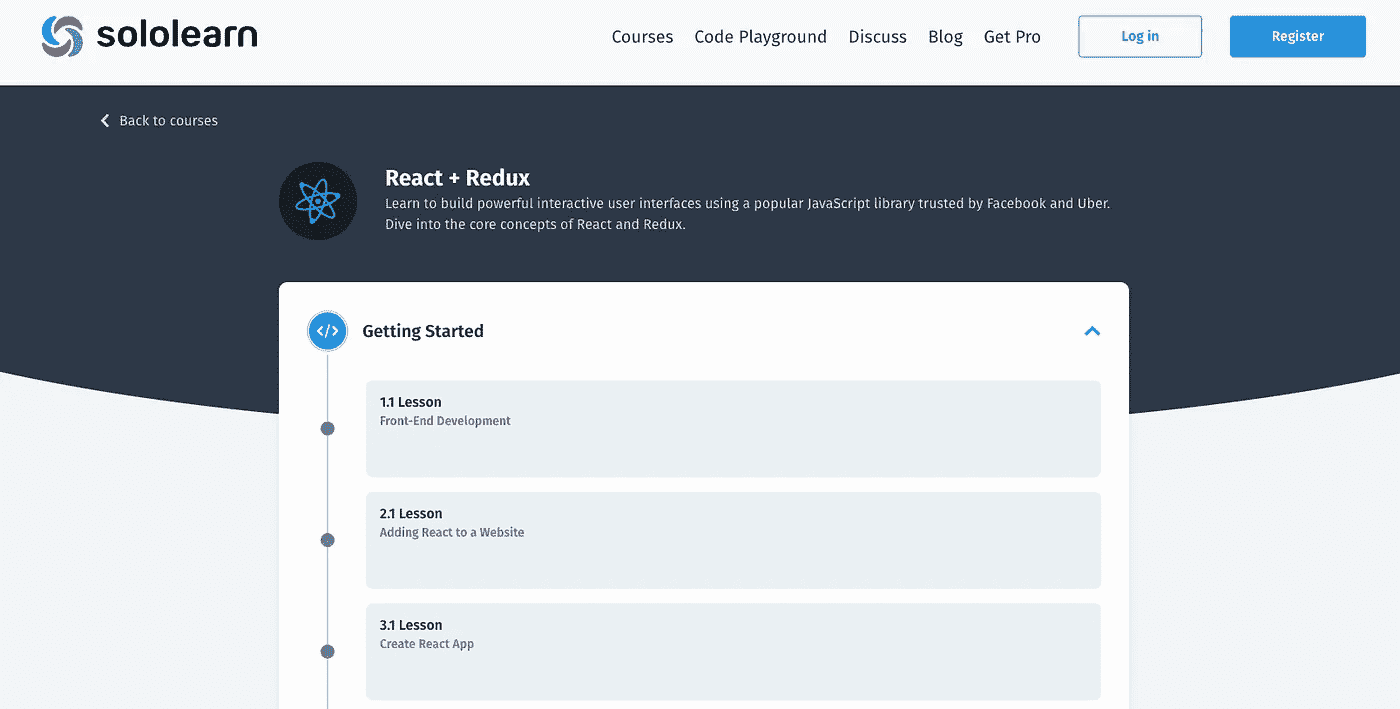 sololearn
Courses Code Playground Discuss Blog Get Pro Log in Register
Back to courses
React + Redux
Learn to build powerful interactive user interfaces using a popular JavaScript library trusted by Facebook and Uber.
Dive into the core concepts of React and Redux.
</> Getting Started
1.1 Lesson
Front-End Development
2.1 Lesson
Adding React to a Website
3.1 Lesson
Create React App